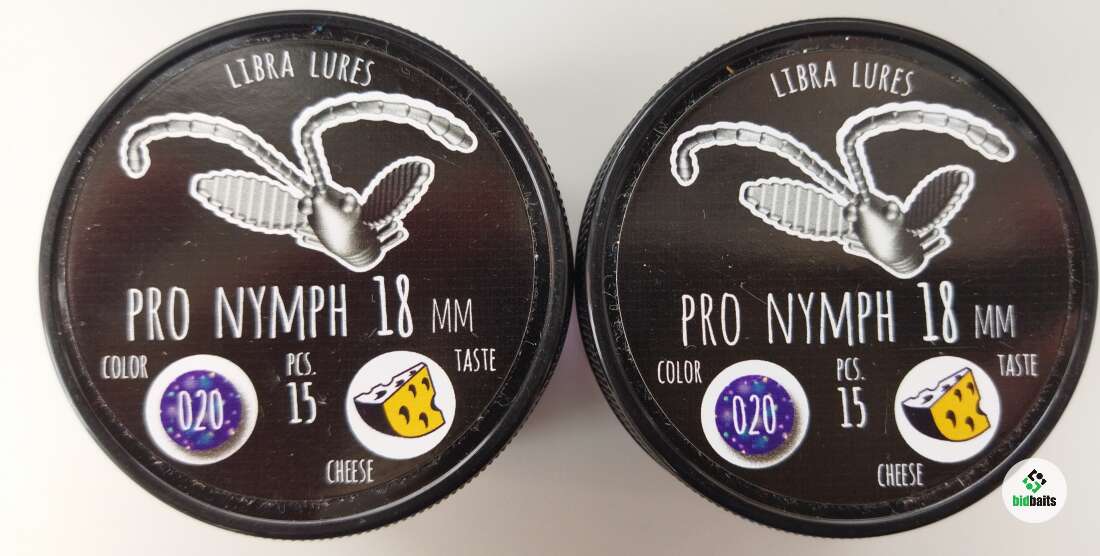 LIBRA LURES
PRO NYMPH 18 MM
COLOR
020
PCS.
15
TASTE
CHEESE
LIBRA LURES
PRO NYMPH 18 MM
COLOR
020
PCS.
15
TASTE
CHEESE
bidbaits